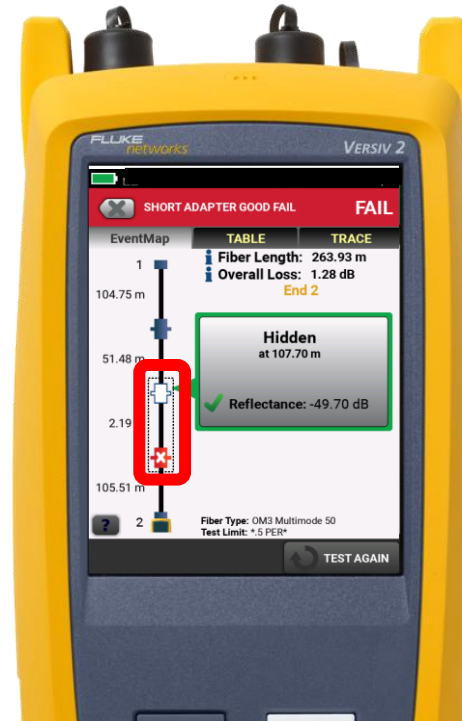 FLUKE
networks
VERSIV 2
SHORT ADAPTER GOOD FAIL
FAIL
EventMap
TABLE
TRACE
Fiber Length: 263.93 m
Overall Loss: 1.28 dB
End 2
1
104.75 m
51.48 m
2.19
105.51 m
2
Hidden
at 107.70 m
Reflectance: -49.70 dB
Fiber Type: OM3 Multimode 50
Test Limit: *.5 PER*
?
TEST AGAIN